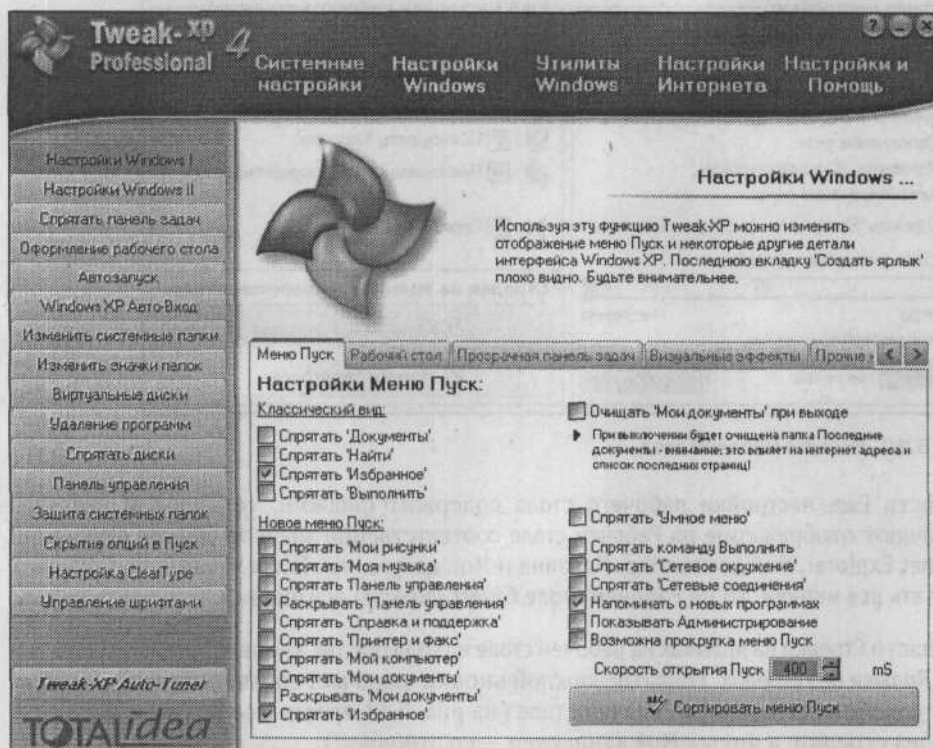 Tweak-XP
Professional 4
Системные настройки
Настройки Windows
Утилиты Windows
Настройки Интернета
Настройки и Помощь
Настройки Windows I
Настройки Windows II
Спрятать панель задач
Оформление рабочего стола
Автозапуск
Windows XP Авто-Вход
Изменить системные папки
Изменить значки папок
Виртуальные диски
Удаление программ
Спрятать диски
Панель управления
Защита системных папок
Скрытие опций в Пуск
Настройка ClearType
Управление шрифтами
Tweak-XP Auto-Tuner
TOTALidea
Настройки Windows ...
Используя эту функцию Tweak-XP можно изменить
отображение меню Пуск и некоторые другие детали
интерфейса Windows XP. Последнюю вкладку 'Создать ярлык'
плохо видно. Будьте внимательнее.
Меню Пуск Рабочий стол Прозрачная панель задач Визуальные эффекты Прочие
Настройки Меню Пуск:
Классический вид:
Спрятать 'Документы'
Спрятать 'Найти'
Спрятать 'Избранное'
Спрятать 'Выполнить'
Новое меню Пуск:
Спрятать 'Мои рисунки'
Спрятать 'Моя музыка'
Спрятать 'Панель управления'
Раскрывать 'Панель управления'
Спрятать 'Справка и поддержка'
Спрятать 'Принтер и факс'
Спрятать 'Мой компьютер'
Спрятать 'Мои документы'
Раскрывать 'Мои документы'
Спрятать 'Избранное'
Очищать 'Мои документы' при выходе
При выключении будет очищена папка Последние
документы - внимание: это влияет на интернет адреса и
список последних страниц!
Спрятать 'Умное меню'
Спрятать команду Выполнить
Спрятать 'Сетевое окружение'
Спрятать 'Сетевые соединения'
Напоминать о новых программах
Показывать Администрирование
Возможна прокрутка меню Пуск
Скорость открытия Пуск 400 mS
Сортировать меню Пуск